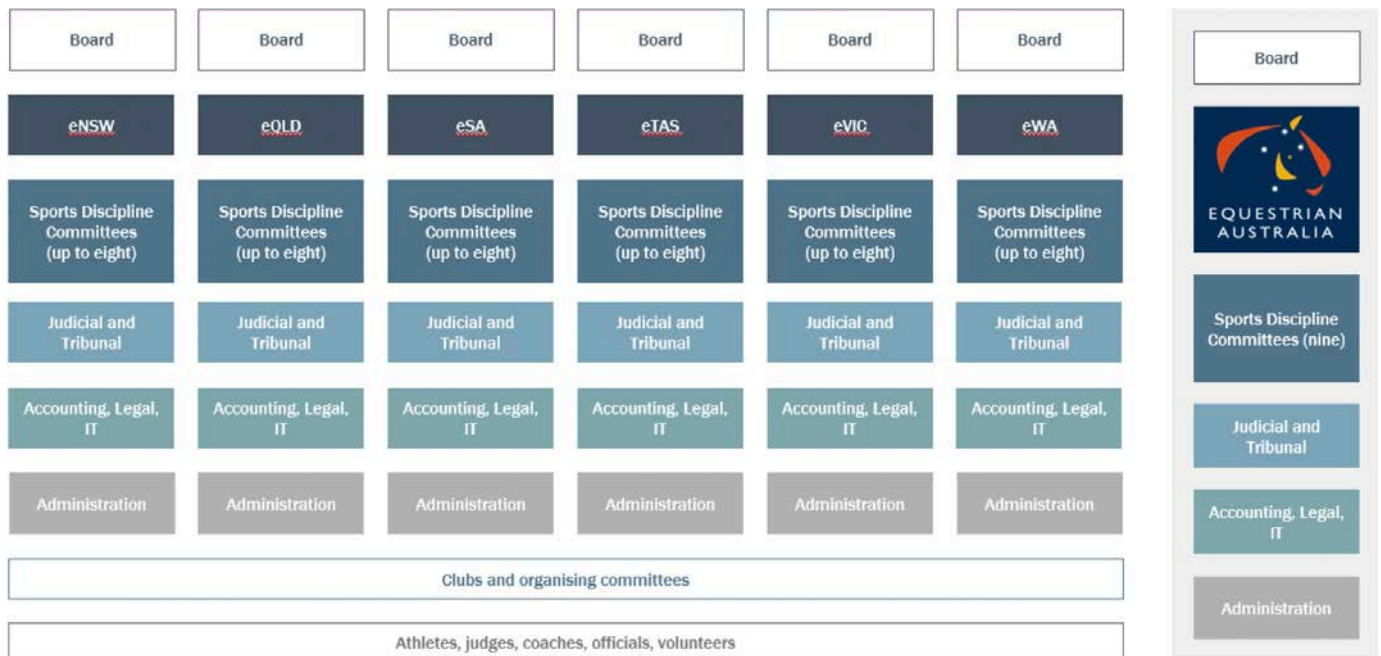 Board
Board
Board
Board
Board
Board
eNSW
eQLD
eSA
eTAS
eVIC
eWA
Sports Discipline
Committees
(up to eight)
Sports Discipline
Committees
(up to eight)
Sports Discipline
Committees
(up to eight)
Sports Discipline
Committees
(up to eight)
Sports Discipline
Committees
(up to eight)
Sports Discipline
Committees
(up to eight)
Judicial and
Tribunal
Judicial and
Tribunal
Judicial and
Tribunal
Judicial and
Tribunal
Judicial and
Tribunal
Judicial and
Tribunal
Accounting, Legal,
IT
Accounting, Legal,
IT
Accounting, Legal,
IT
Accounting, Legal,
IT
Accounting, Legal,
IT
Accounting, Legal,
IT
Administration
Administration
Administration
Administration
Administration
Administration
Clubs and organising committees
Athletes, judges, coaches, officials, volunteers
Board
EQUESTRIAN
AUSTRALIA
Sports Discipline
Committees (nine)
Judicial and
Tribunal
Accounting, Legal,
IT
Administration